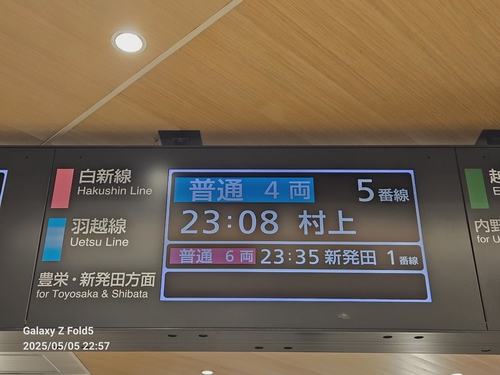 白新線
Hakushin Line
羽越線
Uetsu Line
豊栄・新発田方面
for Toyosaka & Shibata
普通 4両 5番線
23:08 村上
普通 6両 23:35 新発田 1番線
内野
for U
Galaxy Z Fold5
2025/05/05 22:57